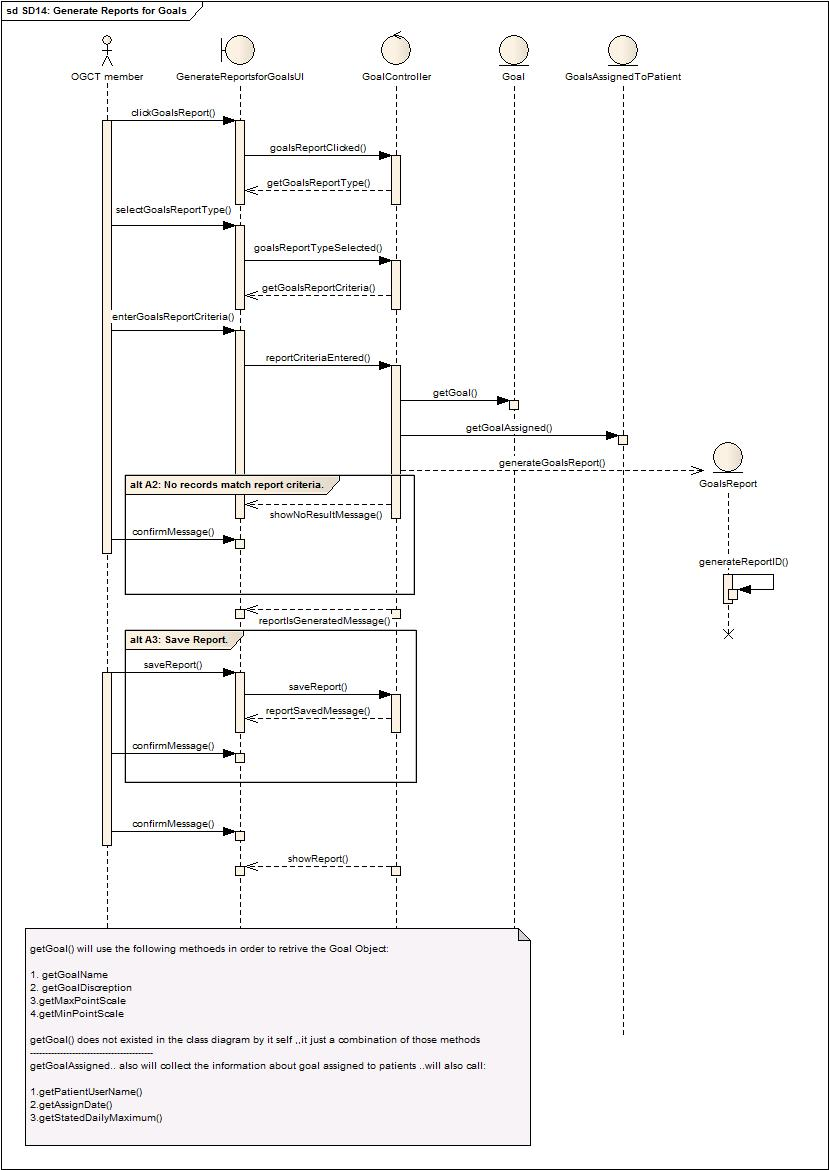 sd SD14: Generate Reports for Goals
OGCT member
GenerateReportsforGoalsUI
GoalController
Goal
GoalsAssignedToPatient
clickGoalsReport()
goalsReportClicked()
getGoalsReportType()
selectGoalsReportType()
goalsReportTypeSelected()
getGoalsReportCriteria()
enterGoalsReportCriteria()
reportCriteriaEntered()
getGoal()
getGoalAssigned()
generateGoalsReport()
GoalsReport
alt A2: No records match report criteria.
showNoResultMessage()
confirmMessage()
generateReportID()
reportIsGeneratedMessage()
alt A3: Save Report.
saveReport()
saveReport()
reportSavedMessage()
confirmMessage()
confirmMessage()
showReport()
getGoal() will use the following methoeds in order to retrive the Goal Object:
1. getGoalName
2. getGoalDiscreption
3.getMaxPointScale
4.getMinPointScale
getGoal() does not existed in the class diagram by it self ,,it just a combination of those methods
-----------------------------------------
getGoalAssigned.. also will collect the information about goal assigned to patients ..will also call:
1.getPatientUserName()
2.getAssignDate()
3.getStatedDailyMaximum()